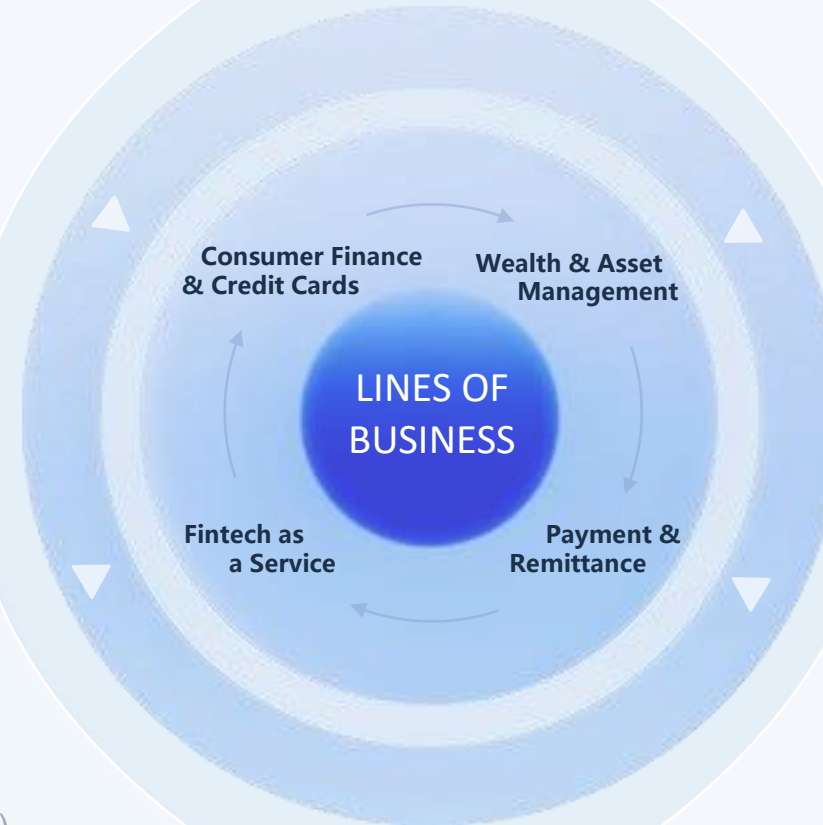 Consumer Finance
& Credit Cards
Wealth & Asset
Management
LINES OF
BUSINESS
Fintech as
a Service
Payment &
Remittance
)